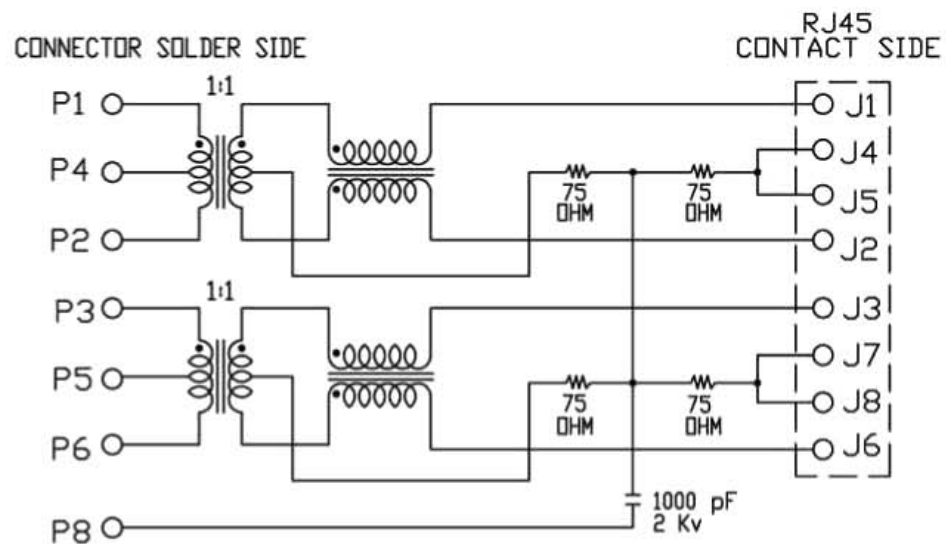 RJ45
CONNECTOR SOLDER SIDE CONTACT SIDE
1:1
P1 J1
J4
P4 75 OHM 75 OHM
J5
P2 J2
1:1
P3 J3
J7
P5 75 OHM 75 OHM
J8
P6 J6
1000 pF
2 Kv
P8